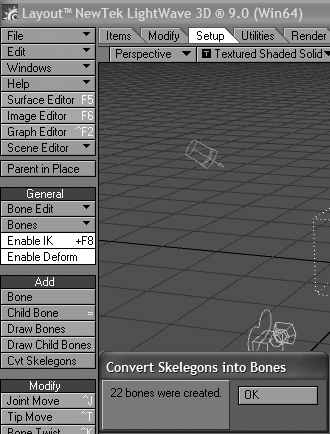 Layout™ NewTek LightWave 3D ® 9.0 (Win64)
File
Edit
Windows
Help
Surface Editor F5
Image Editor F6
Graph Editor ^F2
Scene Editor
Parent in Place
General
Bone Edit
Bones
Enable IK +F8
Enable Deform
Add
Bone
Child Bone =
Draw Bones
Draw Child Bones
Cvt Skelegons
Modify
Joint Move ^J
Tip Move ^T
Bone Twist ^K
Items Modify Setup Utilities Render
Perspective T Textured Shaded Solid
Convert Skelegons into Bones
22 bones were created.
OK